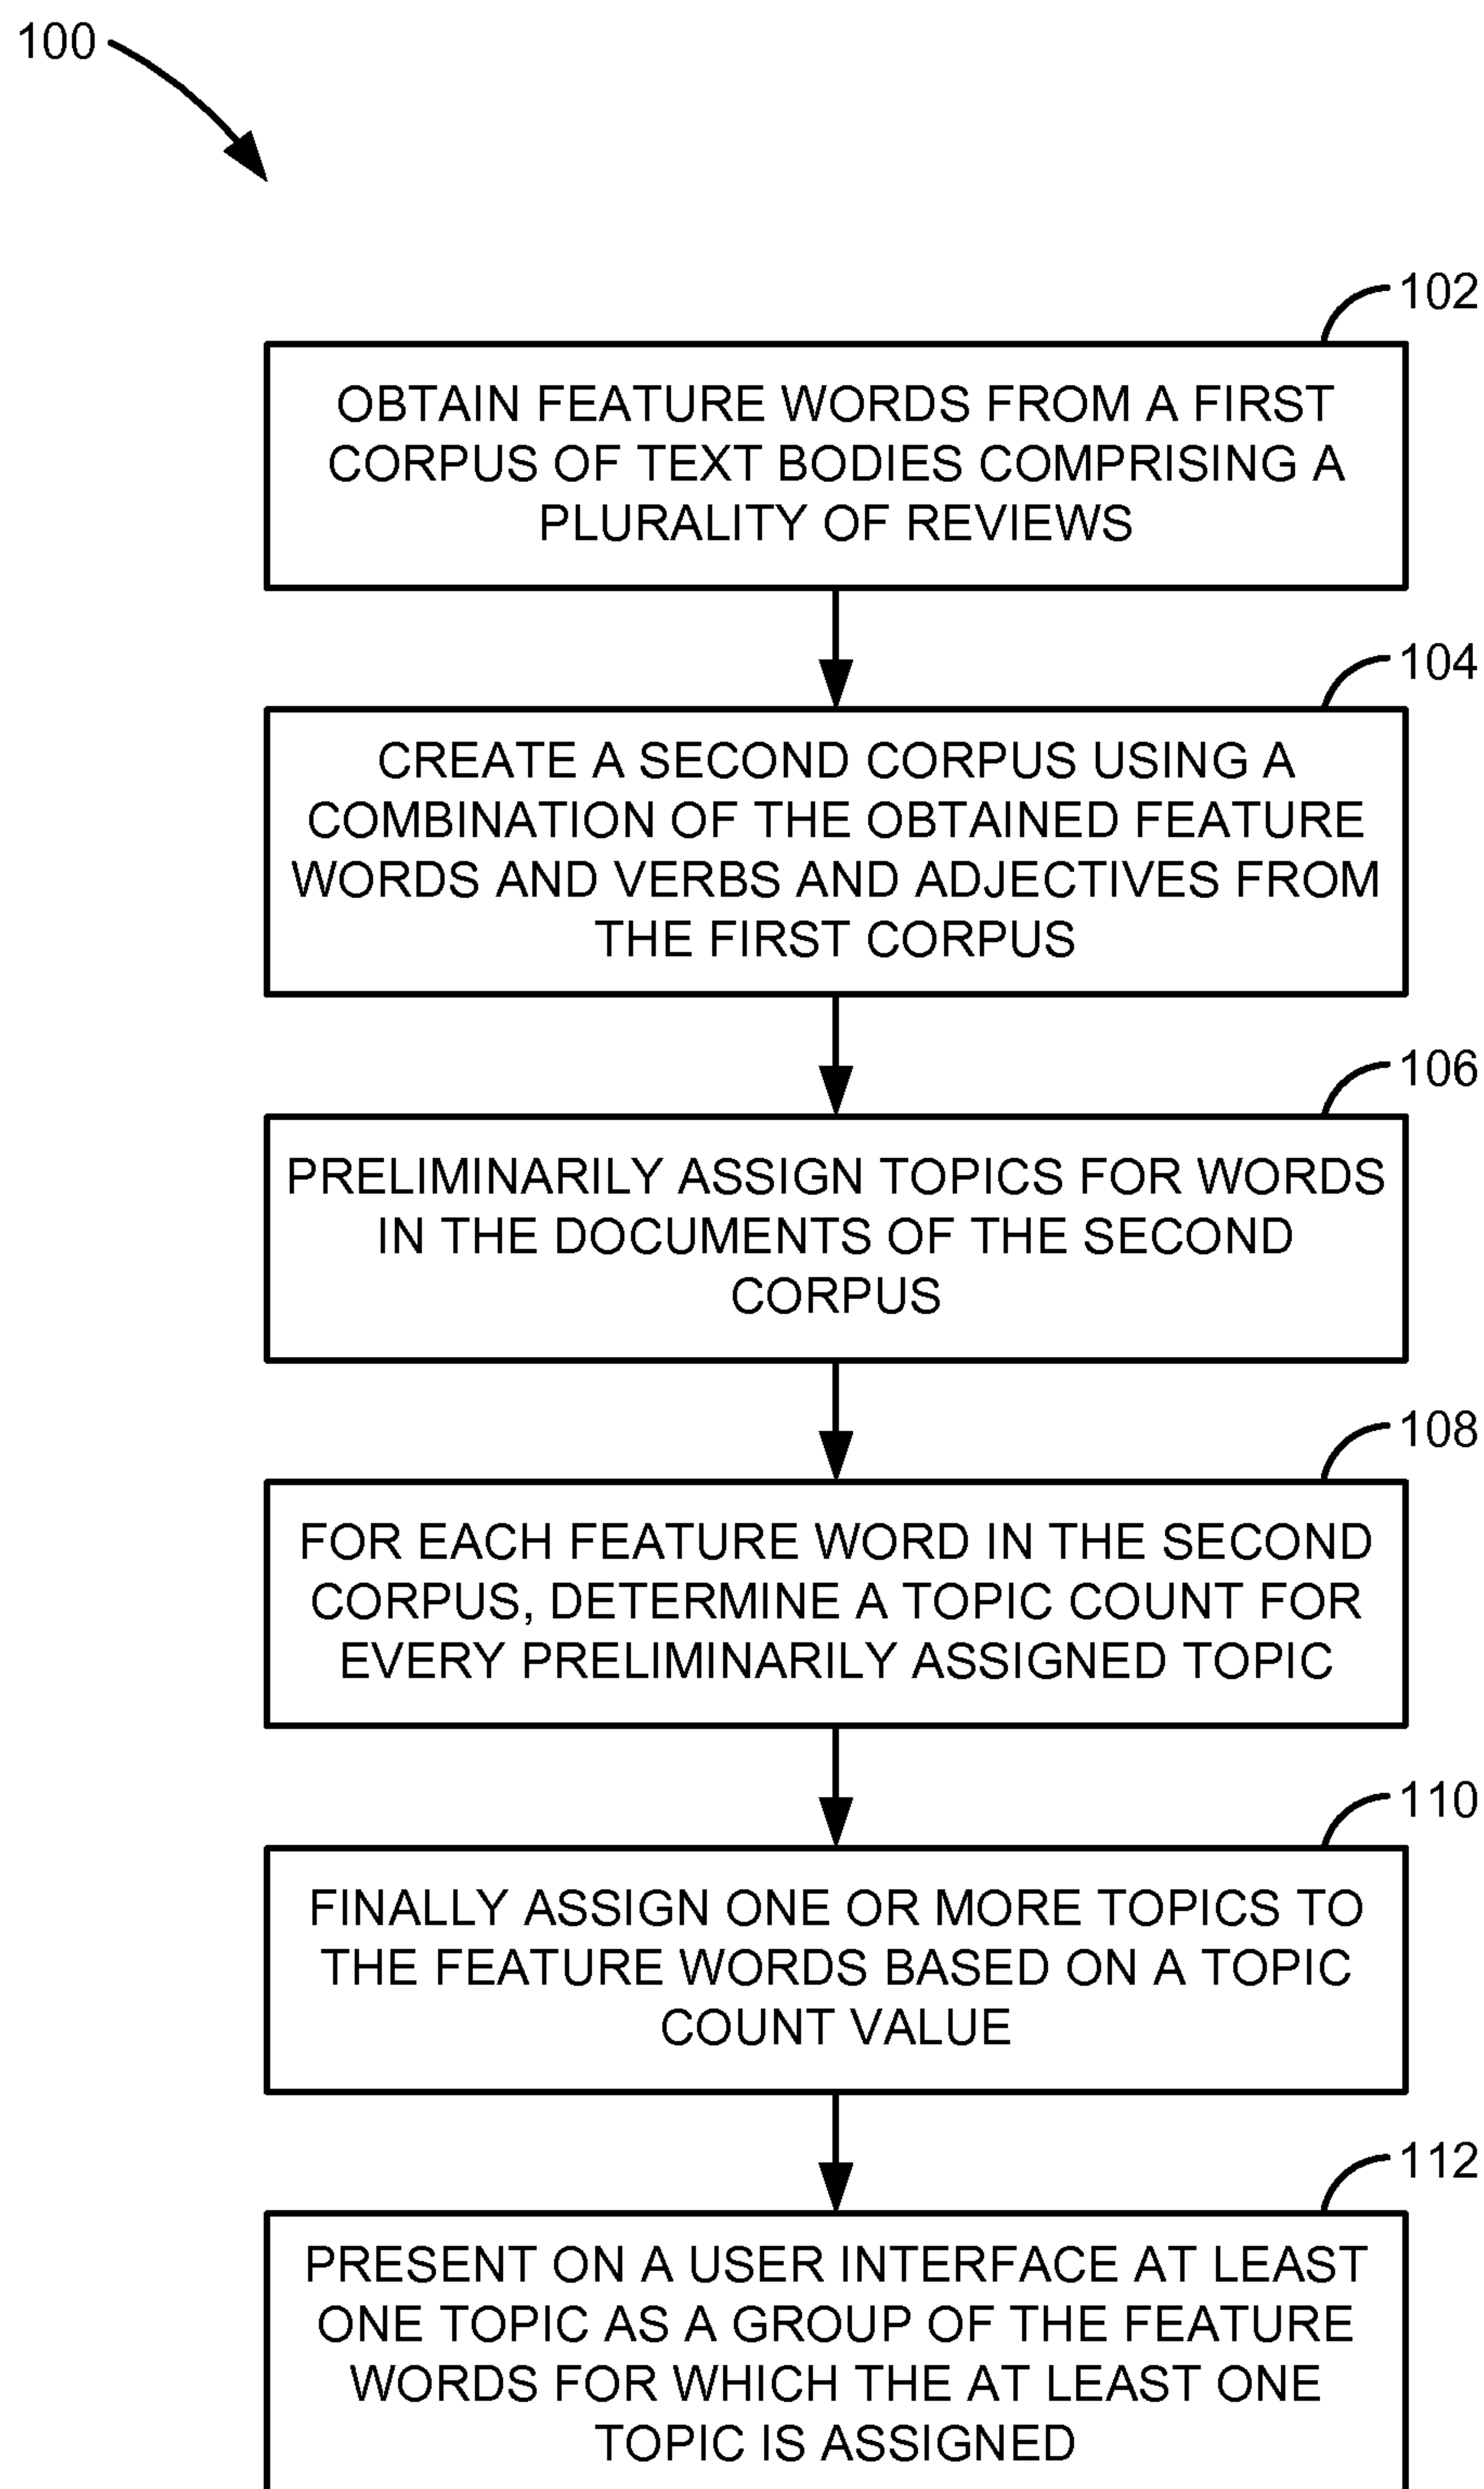 100
102
OBTAIN FEATURE WORDS FROM A FIRST
CORPUS OF TEXT BODIES COMPRISING A
PLURALITY OF REVIEWS
104
CREATE A SECOND CORPUS USING A
COMBINATION OF THE OBTAINED FEATURE
WORDS AND VERBS AND ADJECTIVES FROM
THE FIRST CORPUS
106
PRELIMINARILY ASSIGN TOPICS FOR WORDS
IN THE DOCUMENTS OF THE SECOND
CORPUS
108
FOR EACH FEATURE WORD IN THE SECOND
CORPUS, DETERMINE A TOPIC COUNT FOR
EVERY PRELIMINARILY ASSIGNED TOPIC
110
FINALLY ASSIGN ONE OR MORE TOPICS TO
THE FEATURE WORDS BASED ON A TOPIC
COUNT VALUE
112
PRESENT ON A USER INTERFACE AT LEAST
ONE TOPIC AS A GROUP OF THE FEATURE
WORDS FOR WHICH THE AT LEAST ONE
TOPIC IS ASSIGNED